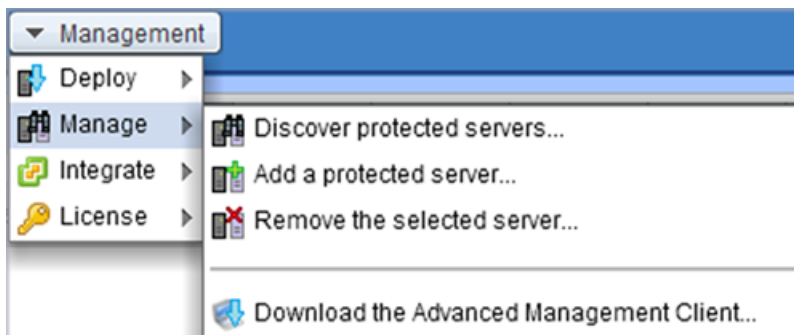 Management
Deploy
Manage
Integrate
License
Discover protected servers...
Add a protected server...
Remove the selected server...
Download the Advanced Management Client...